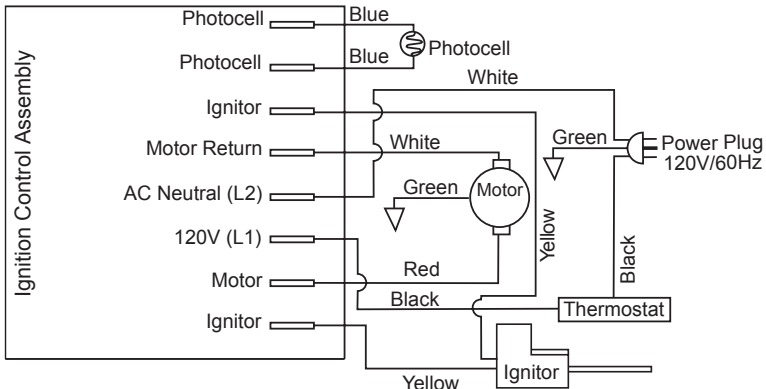 Ignition Control Assembly
Photocell
Photocell
Ignitor
Motor Return
AC Neutral (L2)
120V (L1)
Motor
Ignitor
Blue
Blue
Photocell
White
White
Green
Motor
Green
Power Plug
120V/60Hz
Yellow
Black
Red
Black
Thermostat
Yellow
Ignitor